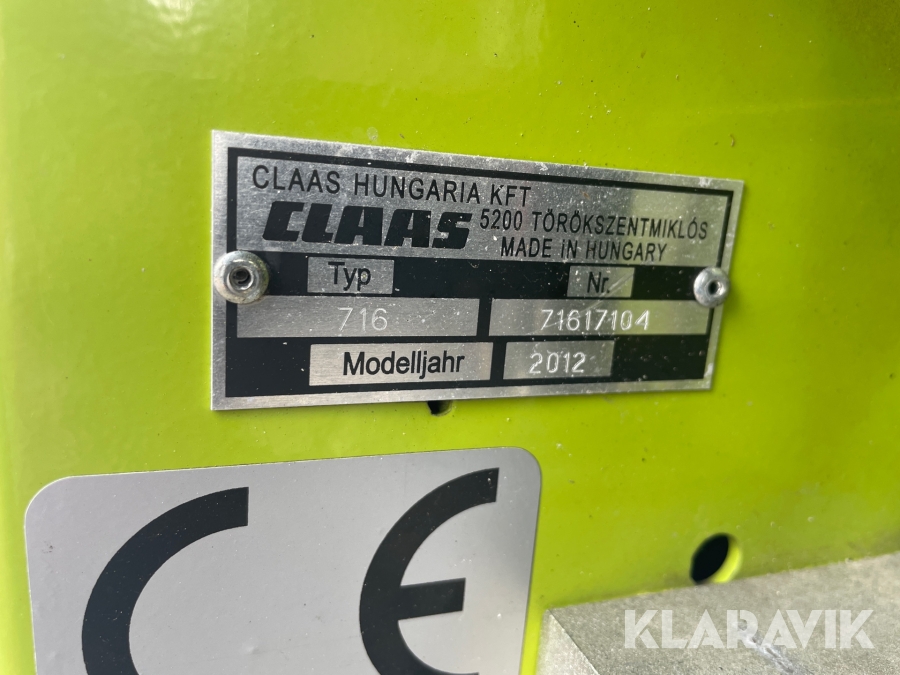 CLAAS HUNGARIA KFT
CLAAS 5200 TÖRÖKSZENTMIKLÓS
MADE IN HUNGARY
Typ Nr.
716 71617104
Modelljahr 2012
CE
KLARAVIK